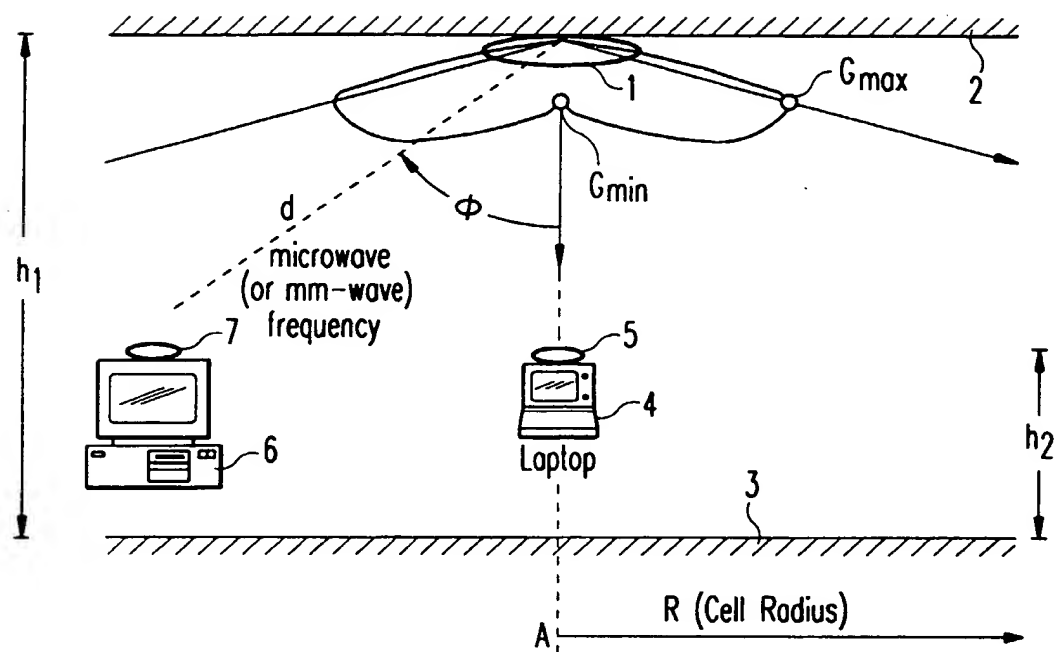 1
2
Gmax
Gmin
Φ
d
microwave
(or mm-wave)
frequency
h1
7
5
4
6
Laptop
h2
3
R (Cell Radius)
A